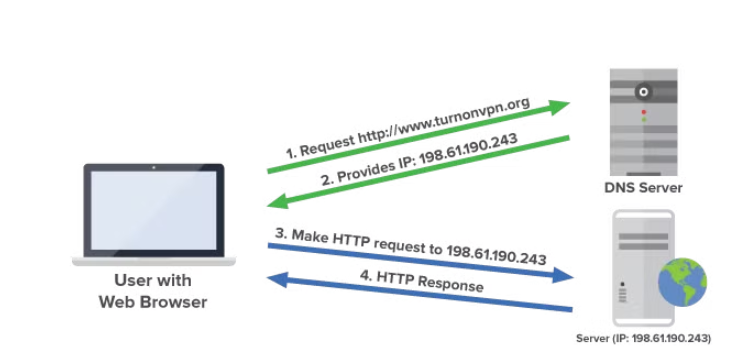 1. Request http://www.turnonvpn.org
2. Provides IP: 198.61.190.243
DNS Server
3. Make HTTP request to 198.61.190.243
4. HTTP Response
User with
Web Browser
Server (IP: 198.61.190.243)